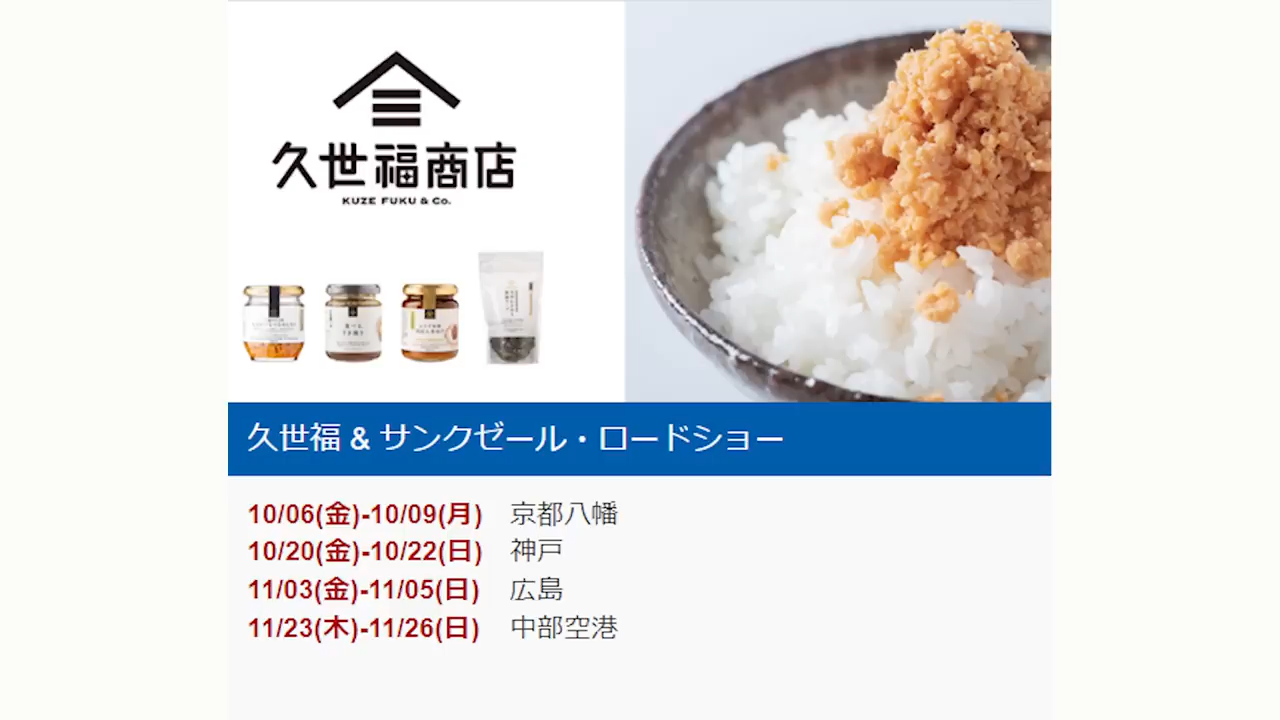 久世福商店
KUZE FUKU & Co.
久世福 & サンクゼール・ロードショー
10/06(金)-10/09(月) 京都八幡
10/20(金)-10/22(日) 神戸
11/03(金)-11/05(日) 広島
11/23(木)-11/26(日) 中部空港